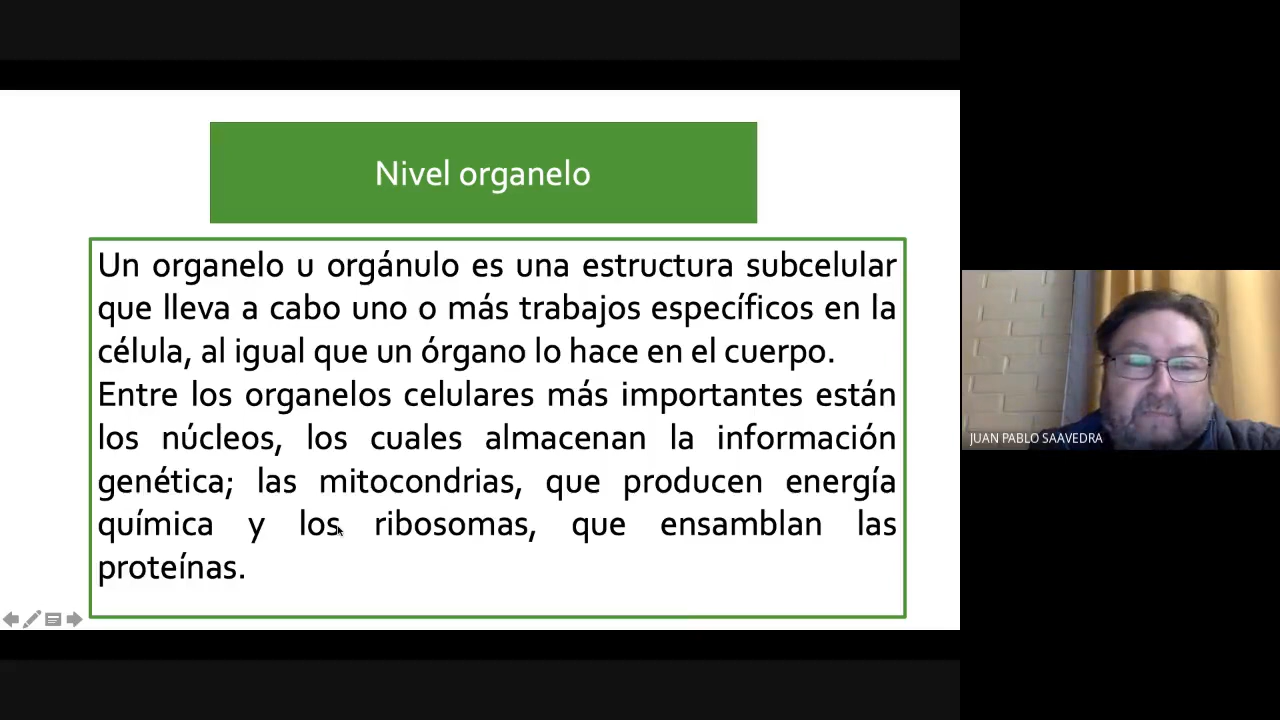 Nivel organelo
Un organelo u orgánulo es una estructura subcelular
que lleva a cabo uno o más trabajos específicos en la
célula, al igual que un órgano lo hace en el cuerpo.
Entre los organelos celulares más importantes están
los núcleos, los cuales almacenan la información
genética; las mitocondrias, que producen energía
química y los ribosomas, que ensamblan las
proteínas.
JUAN PABLO SAAVEDRA